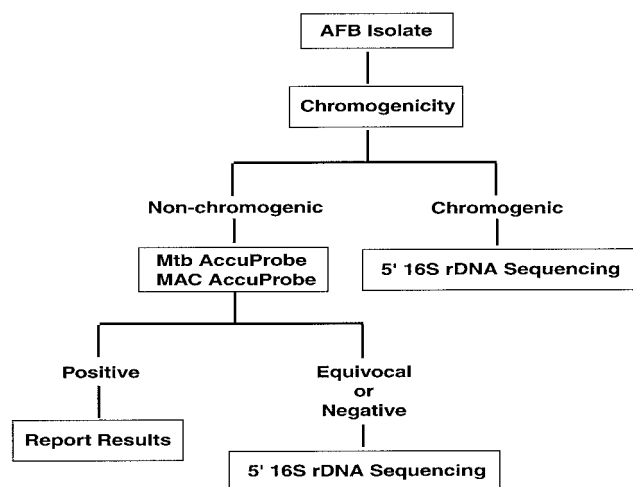 AFB Isolate
Chromogenicity
Non-chromogenic
Chromogenic
Mtb AccuProbe
MAC AccuProbe
5' 16S rDNA Sequencing
Positive
Equivocal
or
Negative
Report Results
5' 16S rDNA Sequencing